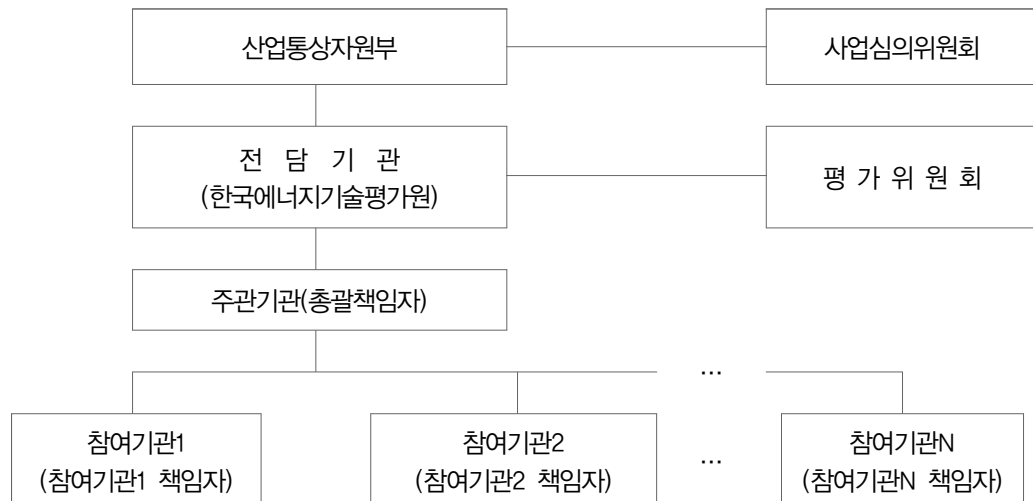 산업통상자원부
사업심의위원회
전 담 기 관
(한국에너지기술평가원)
평 가 위 원 회
주관기관(총괄책임자)
...
참여기관1
(참여기관1 책임자)
참여기관2
(참여기관2 책임자)
...
참여기관N
(참여기관N 책임자)